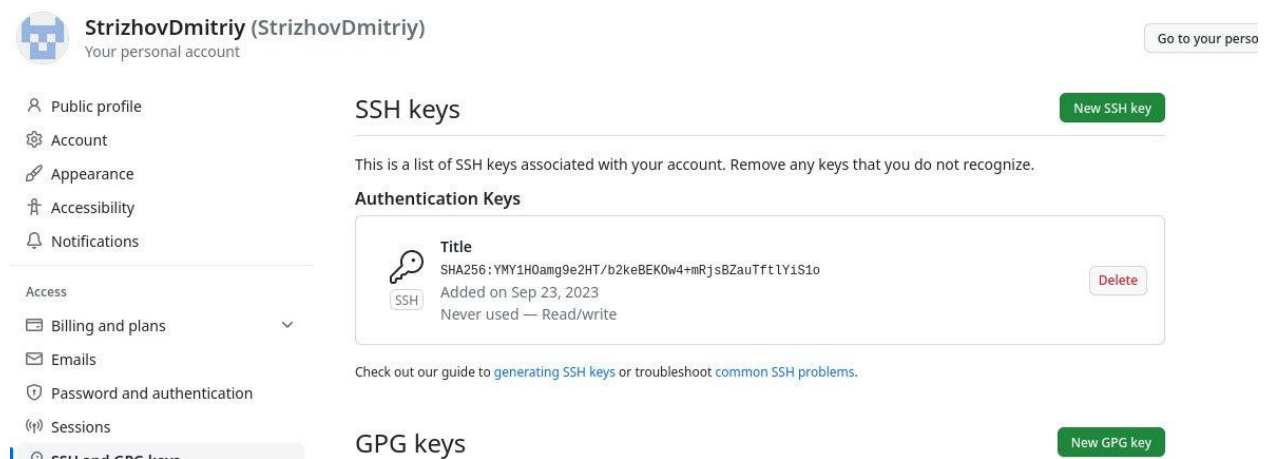 StrizhovDmitriy (StrizhovDmitriy)
Your personal account
Go to your perso
Public profile
Account
Appearance
Accessibility
Notifications
Access
Billing and plans
Emails
Password and authentication
Sessions
SSH and GPG keys
SSH keys
New SSH key
This is a list of SSH keys associated with your account. Remove any keys that you do not recognize.
Authentication Keys
Title
SHA256:YMY1HOamg9e2HT/b2keBEKOw4+mRjsBZauTftlYiS1o
SSH
Added on Sep 23, 2023
Never used — Read/write
Delete
Check out our guide to generating SSH keys or troubleshoot common SSH problems.
GPG keys
New GPG key